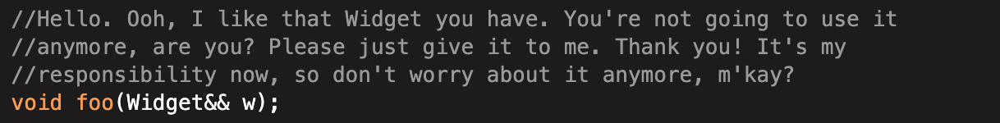 //Hello. Ooh, I like that Widget you have. You're not going to use it
//anymore, are you? Please just give it to me. Thank you! It's my
//responsibility now, so don't worry about it anymore, m'kay?
void foo(Widget&& w);